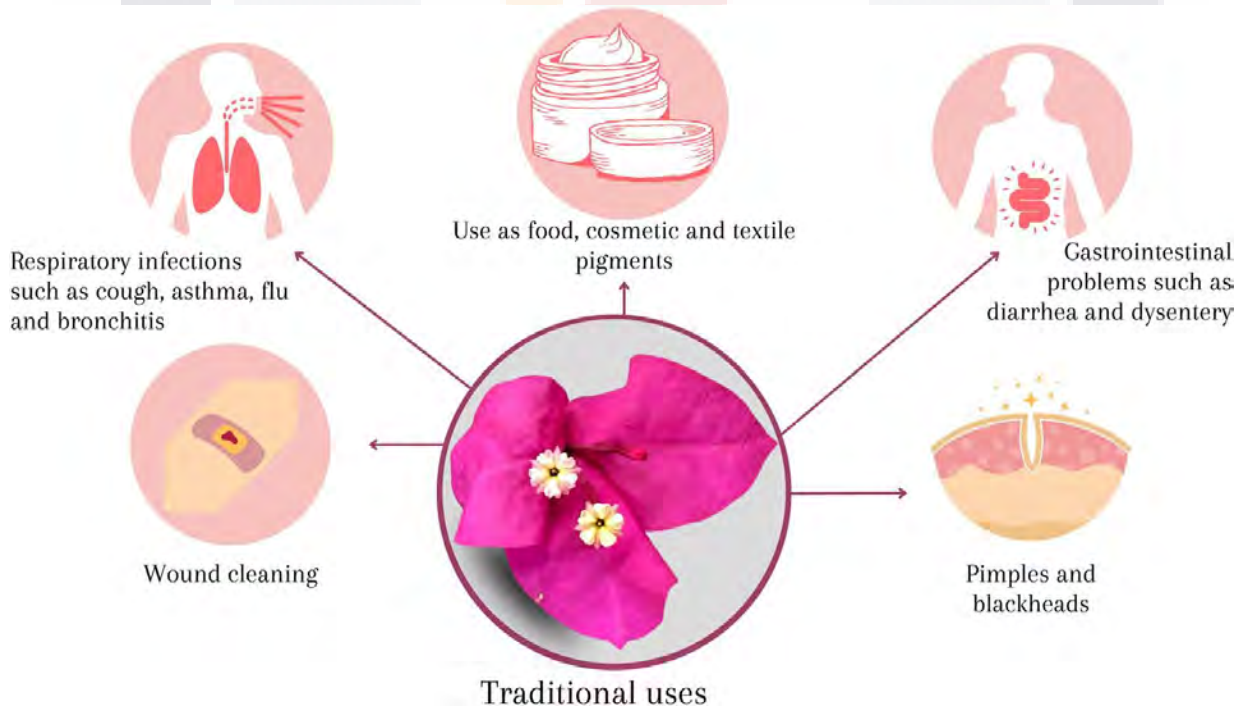 Use as food, cosmetic and textile
pigments
Respiratory infections
such as cough, asthma, flu
and bronchitis
Gastrointestinal
problems such as
diarrhea and dysentery
Wound cleaning
Pimples and
blackheads
Traditional uses